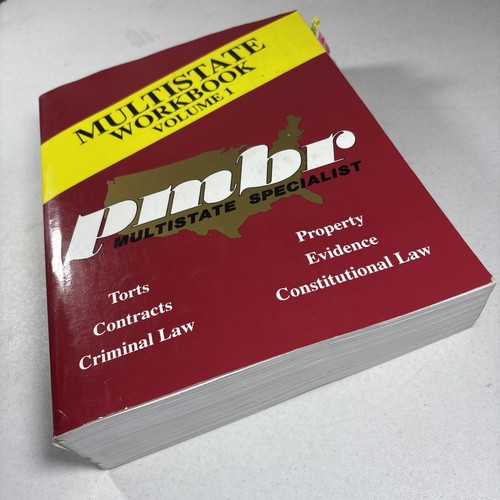 MULTISTATE
WORKBOOK
VOLUME 1
pmbr
MULTISTATE SPECIALIST
Torts
Contracts
Criminal Law
Property
Evidence
Constitutional Law